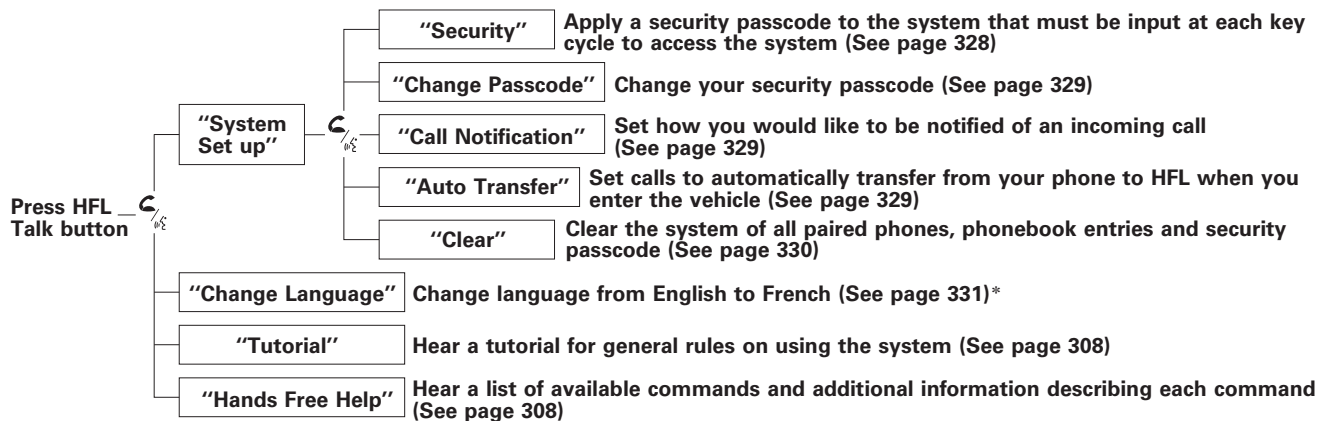 "Security"
Apply a security passcode to the system that must be input at each key
cycle to access the system (See page 328)
"Change Passcode"
Change your security passcode (See page 329)
"System
Set up"
"Call Notification"
Set how you would like to be notified of an incoming call
(See page 329)
"Auto Transfer"
Set calls to automatically transfer from your phone to HFL when you
enter the vehicle (See page 329)
Press HFL
Talk button
"Clear"
Clear the system of all paired phones, phonebook entries and security
passcode (See page 330)
"Change Language"
Change language from English to French (See page 331)*
"Tutorial"
Hear a tutorial for general rules on using the system (See page 308)
"Hands Free Help"
Hear a list of available commands and additional information describing each command
(See page 308)